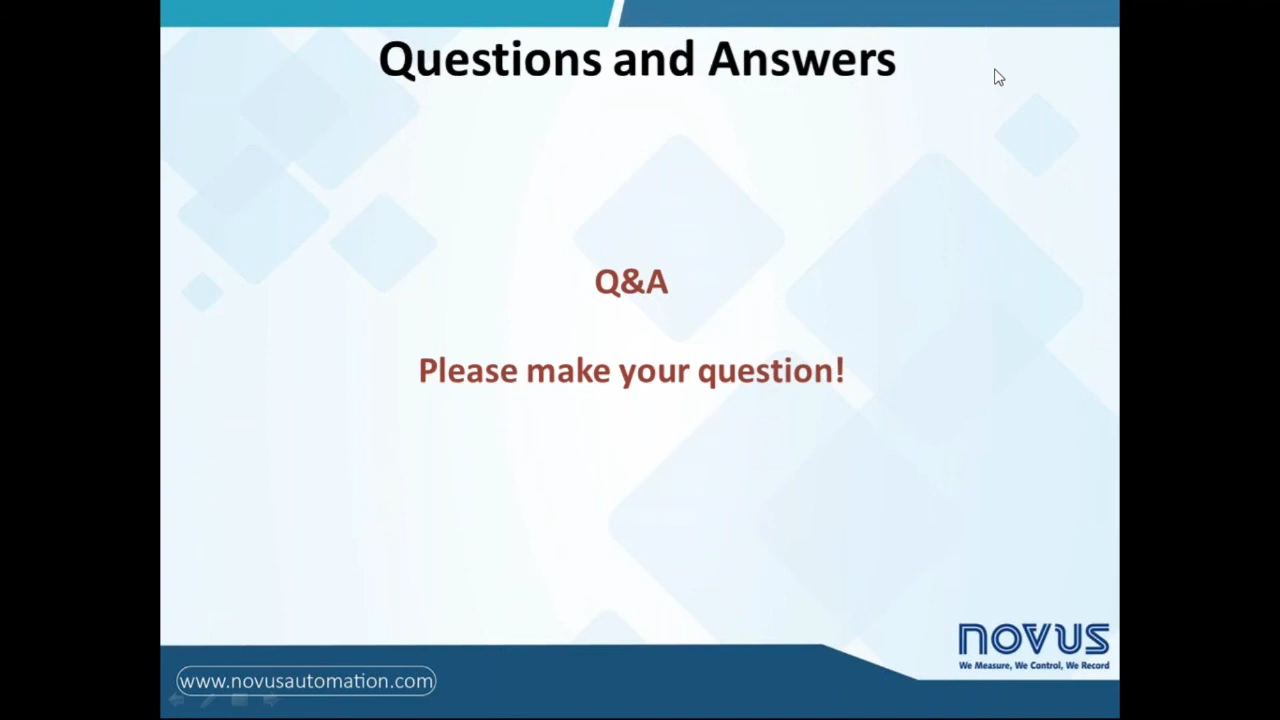 Questions and Answers
Q&A
Please make your question!
novus
We Measure, We Control, We Record
www.novusautomation.com